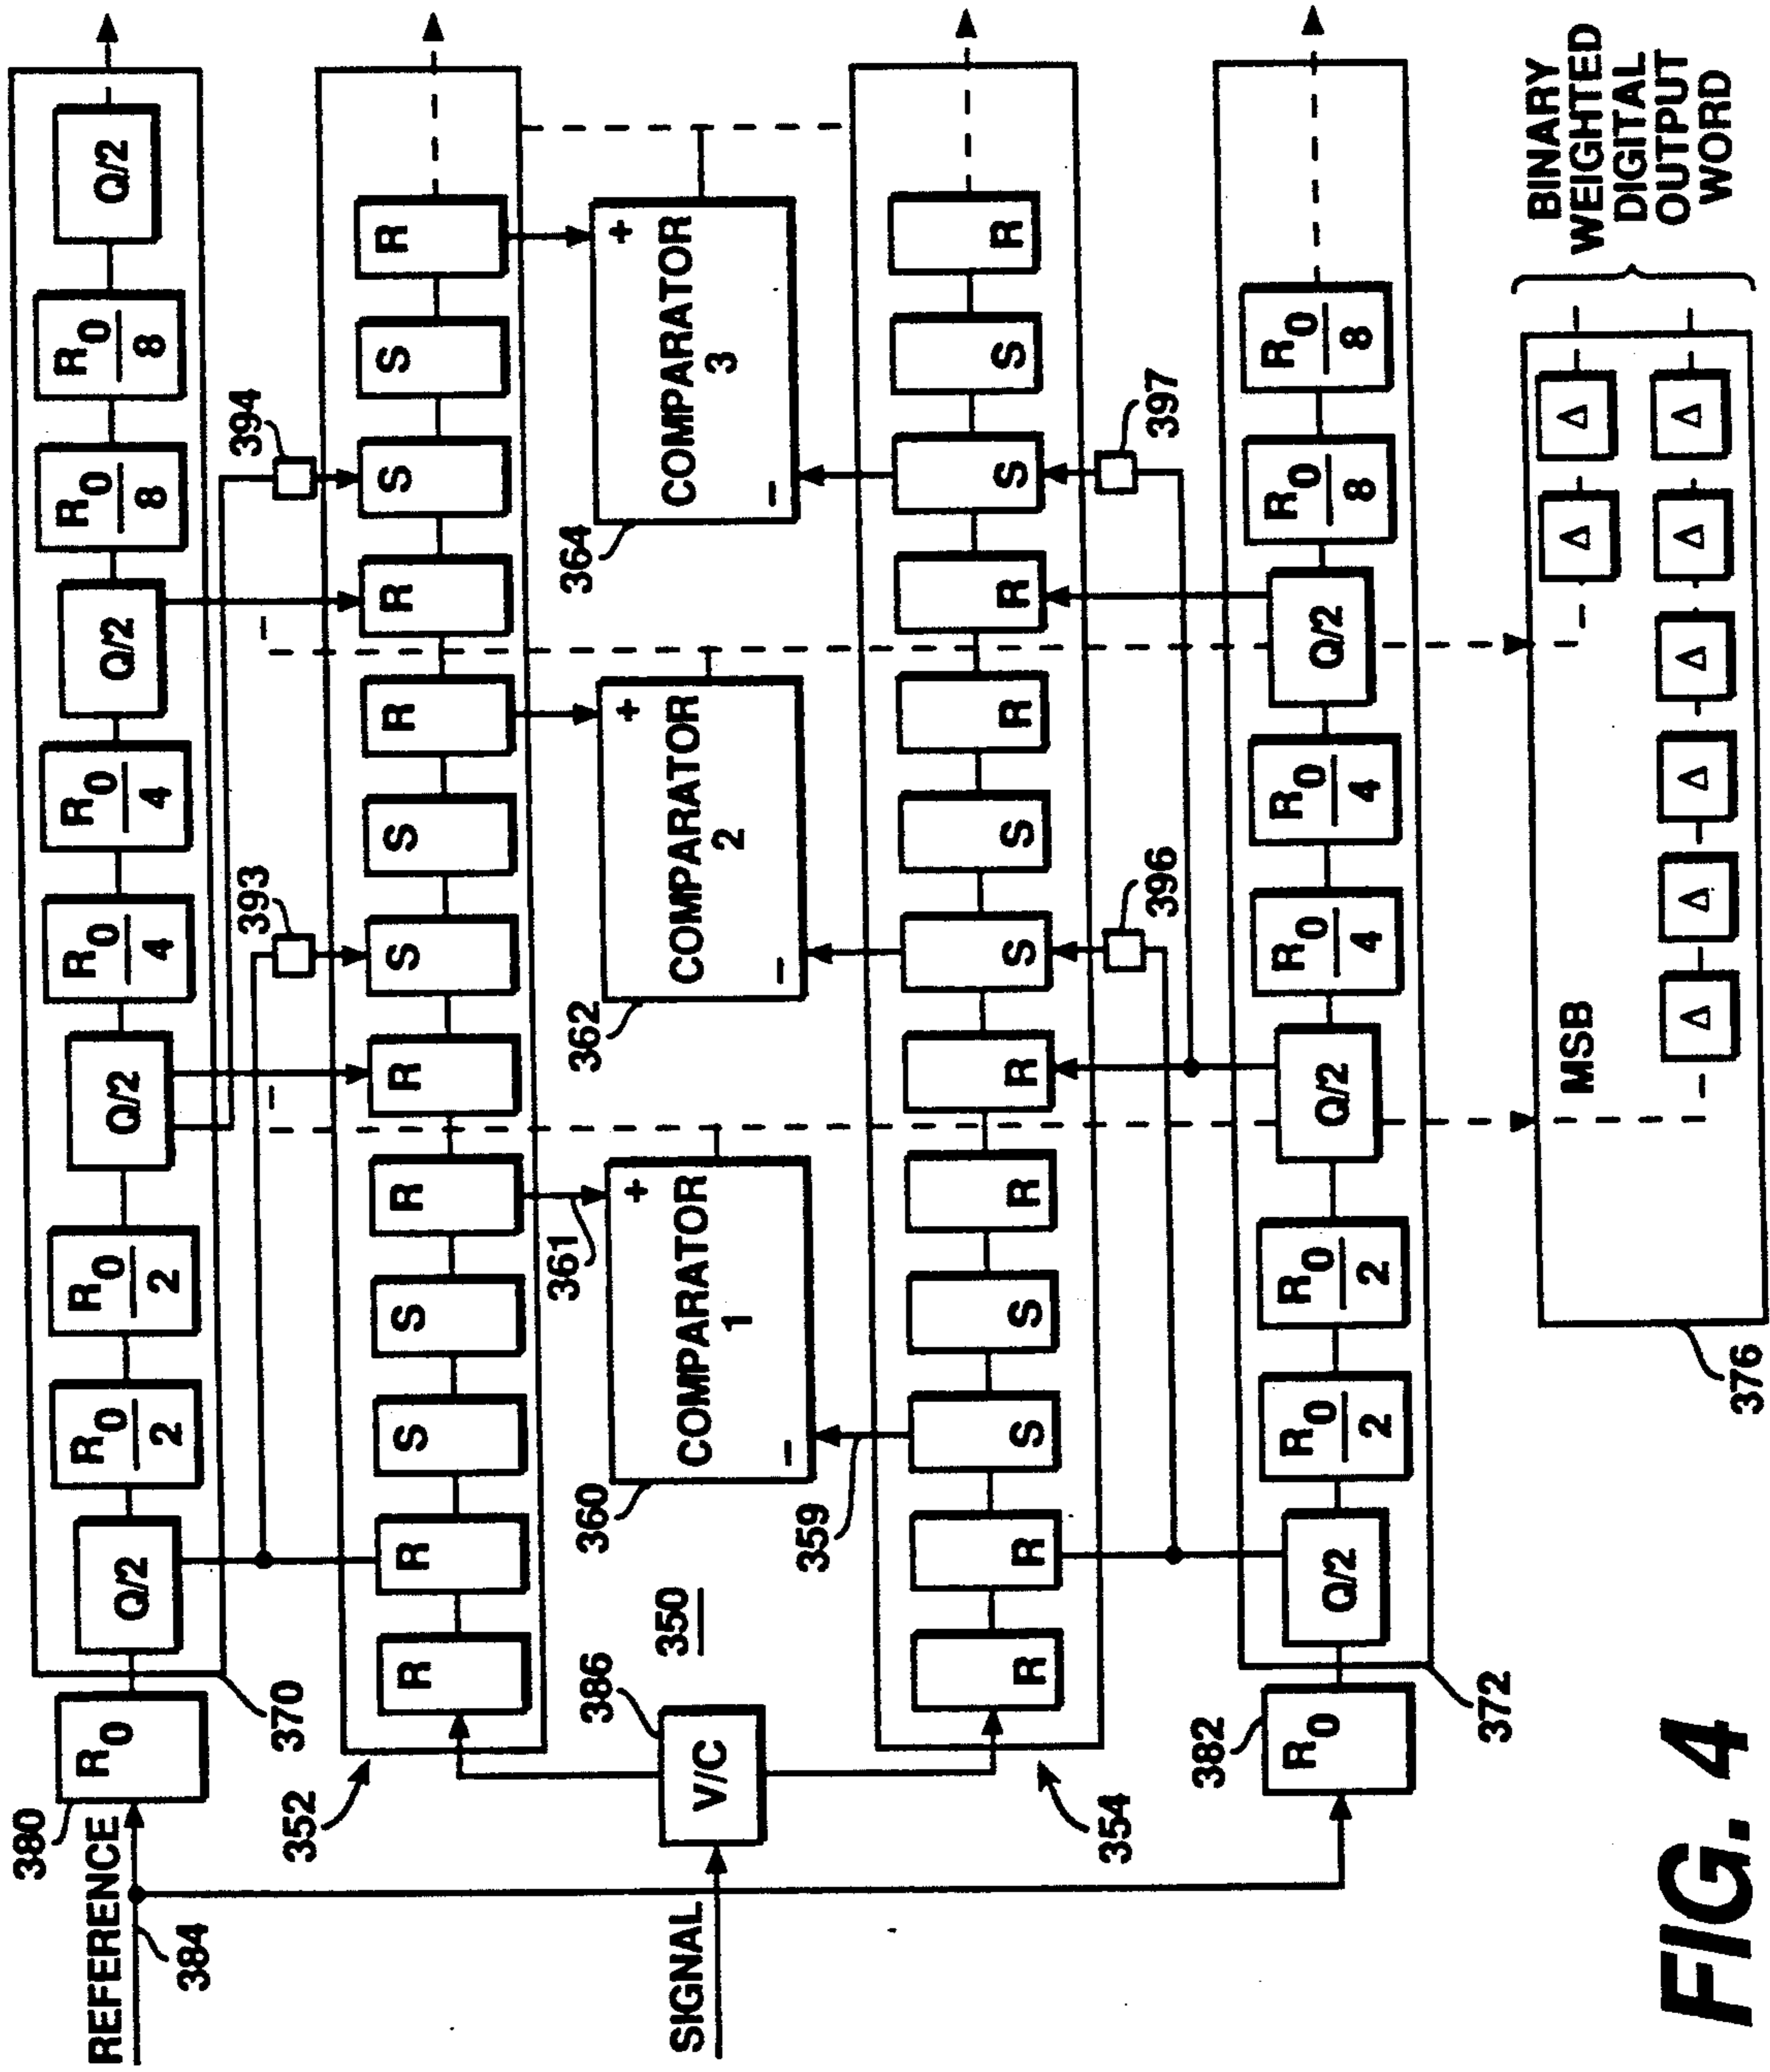 REFERENCE
384
380
R0
370
Q/2
R0/2
R0/2
Q/2
R0/4
R0/4
Q/2
R0/8
R0/8
Q/2
393
394
352
R
R
S
S
R
R
S
S
R
R
S
S
R
SIGNAL
386
V/C
350
360
361
359
COMPARATOR
1
+
−
362
COMPARATOR
2
+
−
364
COMPARATOR
3
+
−
354
R
R
S
S
R
R
S
S
R
R
S
S
R
396
397
382
R0
372
Q/2
R0/2
R0/2
Q/2
R0/4
R0/4
Q/2
R0/8
R0/8
376
MSB
Δ
Δ
Δ
Δ
Δ
Δ
Δ
Δ
BINARY
WEIGHTED
DIGITAL
OUTPUT
WORD
FIG. 4